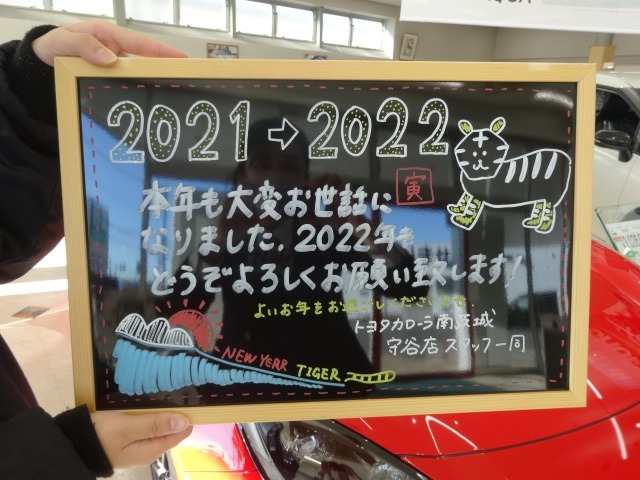 2021→2022
本年も大変お世話に
寅
なりました。2022年も
どうぞよろしくお願い致します!
よいお年をお過ごしくださいませ。
トヨタカローラ南茨城
守谷店 スタッフ一同
NEW YERR TIGER